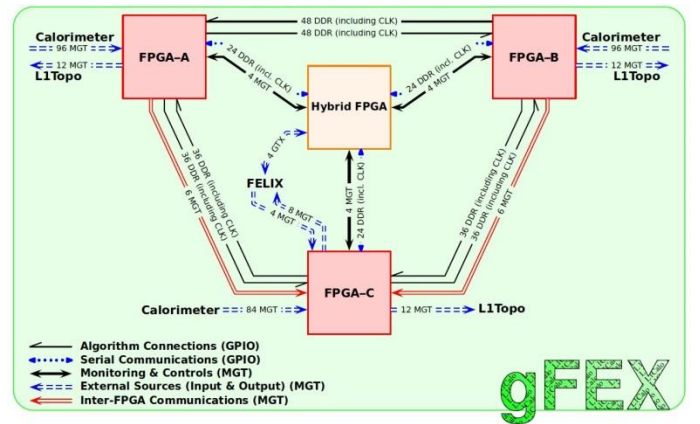 48 DDR (including CLK)
48 DDR (including CLK)
Calorimeter
96 MGT
12 MGT
L1Topo
FPGA–A
24 DDR (incl. CLK)
4 MGT
Hybrid FPGA
24 DDR (incl. CLK)
4 MGT
FPGA–B
Calorimeter
96 MGT
12 MGT
L1Topo
36 DDR (including CLK)
36 DDR (including CLK)
6 MGT
4 GTX
FELIX
4 MGT
8 MGT
4 MGT
24 DDR (incl. CLK)
36 DDR (including CLK)
36 DDR (including CLK)
6 MGT
FPGA–C
Calorimeter
84 MGT
12 MGT
L1Topo
Algorithm Connections (GPIO)
Serial Communications (GPIO)
Monitoring & Controls (MGT)
External Sources (Input & Output) (MGT)
Inter-FPGA Communications (MGT)
gFEX